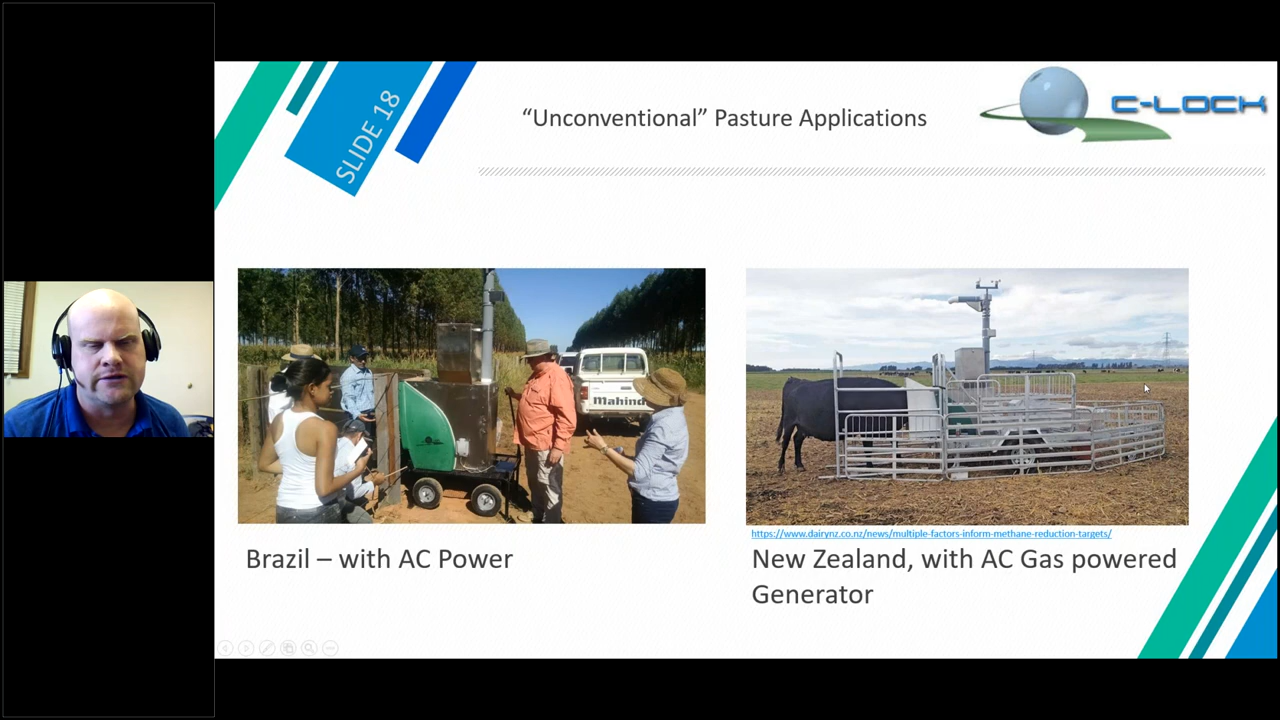 SLIDE 18
“Unconventional” Pasture Applications
C-LOCK
Mahind
https://www.dairynz.co.nz/news/multiple-factors-inform-methane-reduction-targets/
Brazil – with AC Power
New Zealand, with AC Gas powered
Generator